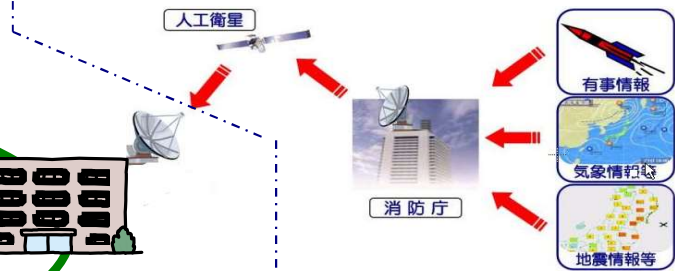 人工衛星
有事情報
気象情報等
消防庁
地震情報等